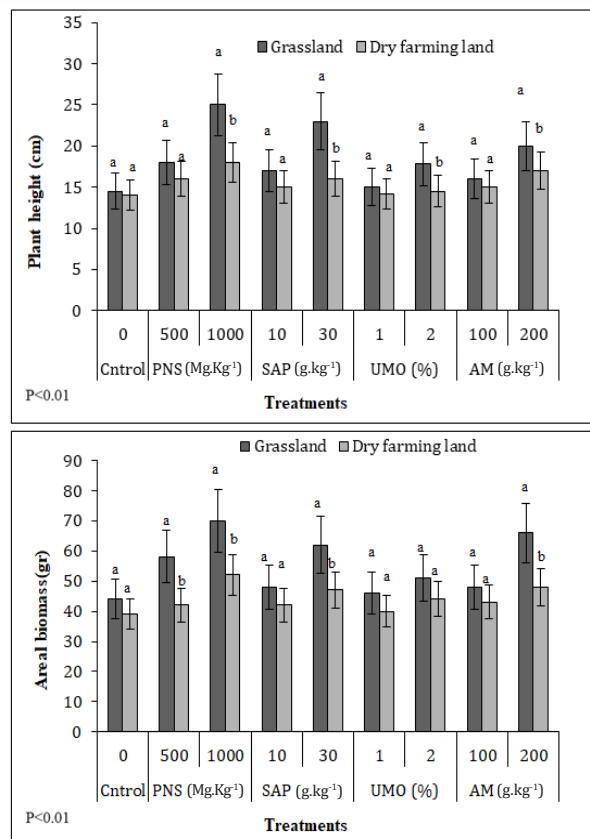 35
30
25
20
15
10
5
0
Plant height (cm)
Grassland Dry farming land
a a a a a b a a a b a a a b a a a b
0 500 1000 10 30 1 2 100 200
Cntrol PNS (Mg.Kg-1) SAP (g.kg-1) UMO (%) AM (g.kg-1)
P<0.01
Treatments
Grassland Dry farming land
90
80
70
60
50
40
30
20
10
0
Areal biomass(gr)
a a a b a b a a a b a a a a a a a b
0 500 1000 10 30 1 2 100 200
Cntrol PNS (Mg.Kg-1) SAP (g.kg-1) UMO (%) AM (g.kg-1)
P<0.01
Treatments